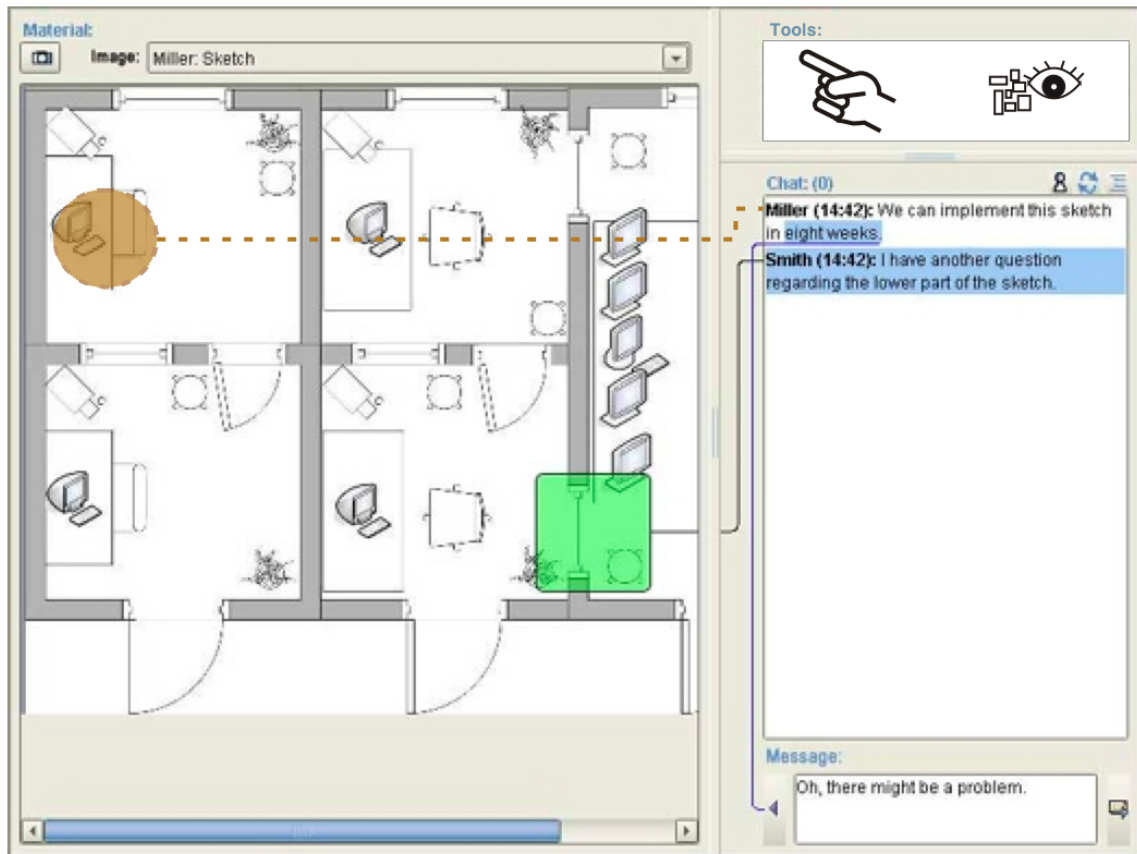 Material:
Image: Miller: Sketch
Tools:
Chat: (0)
Miller (14:42): We can implement this sketch
in eight weeks.
Smith (14:42): I have another question
regarding the lower part of the sketch.
Message:
Oh, there might be a problem.